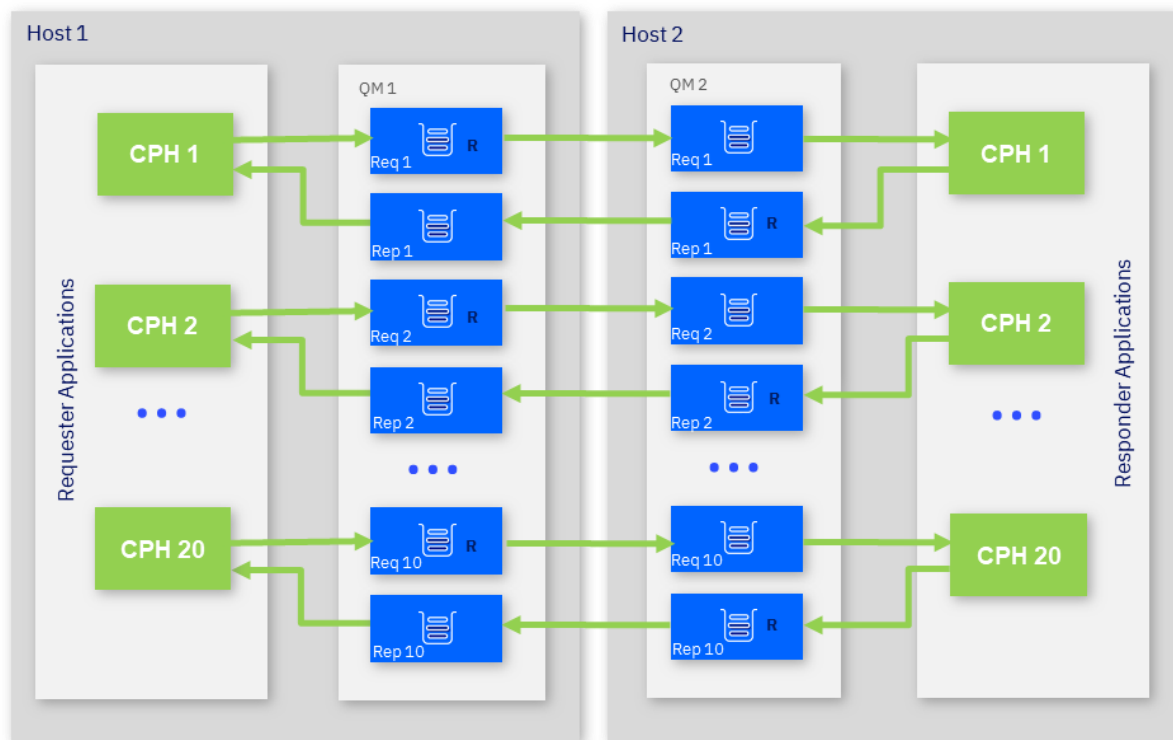 Host 1
Host 2
QM 1
QM 2
CPH 1
R
Req 1
Req 1
CPH 1
Rep 1
R
Rep 1
Requester Applications
Responder Applications
CPH 2
R
Req 2
Req 2
CPH 2
Rep 2
R
Rep 2
CPH 20
R
Req 10
Req 10
CPH 20
Rep 10
R
Rep 10